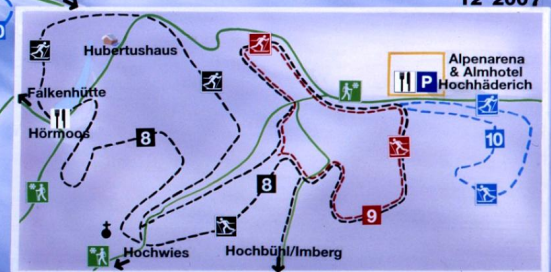 12 2007
Hubertushaus
Alpenarena
& Almhotel
Hochhäderich
P
Falkenhütte
Hörmoos
8
10
8
9
Hochwies
Hochbühl/Imberg